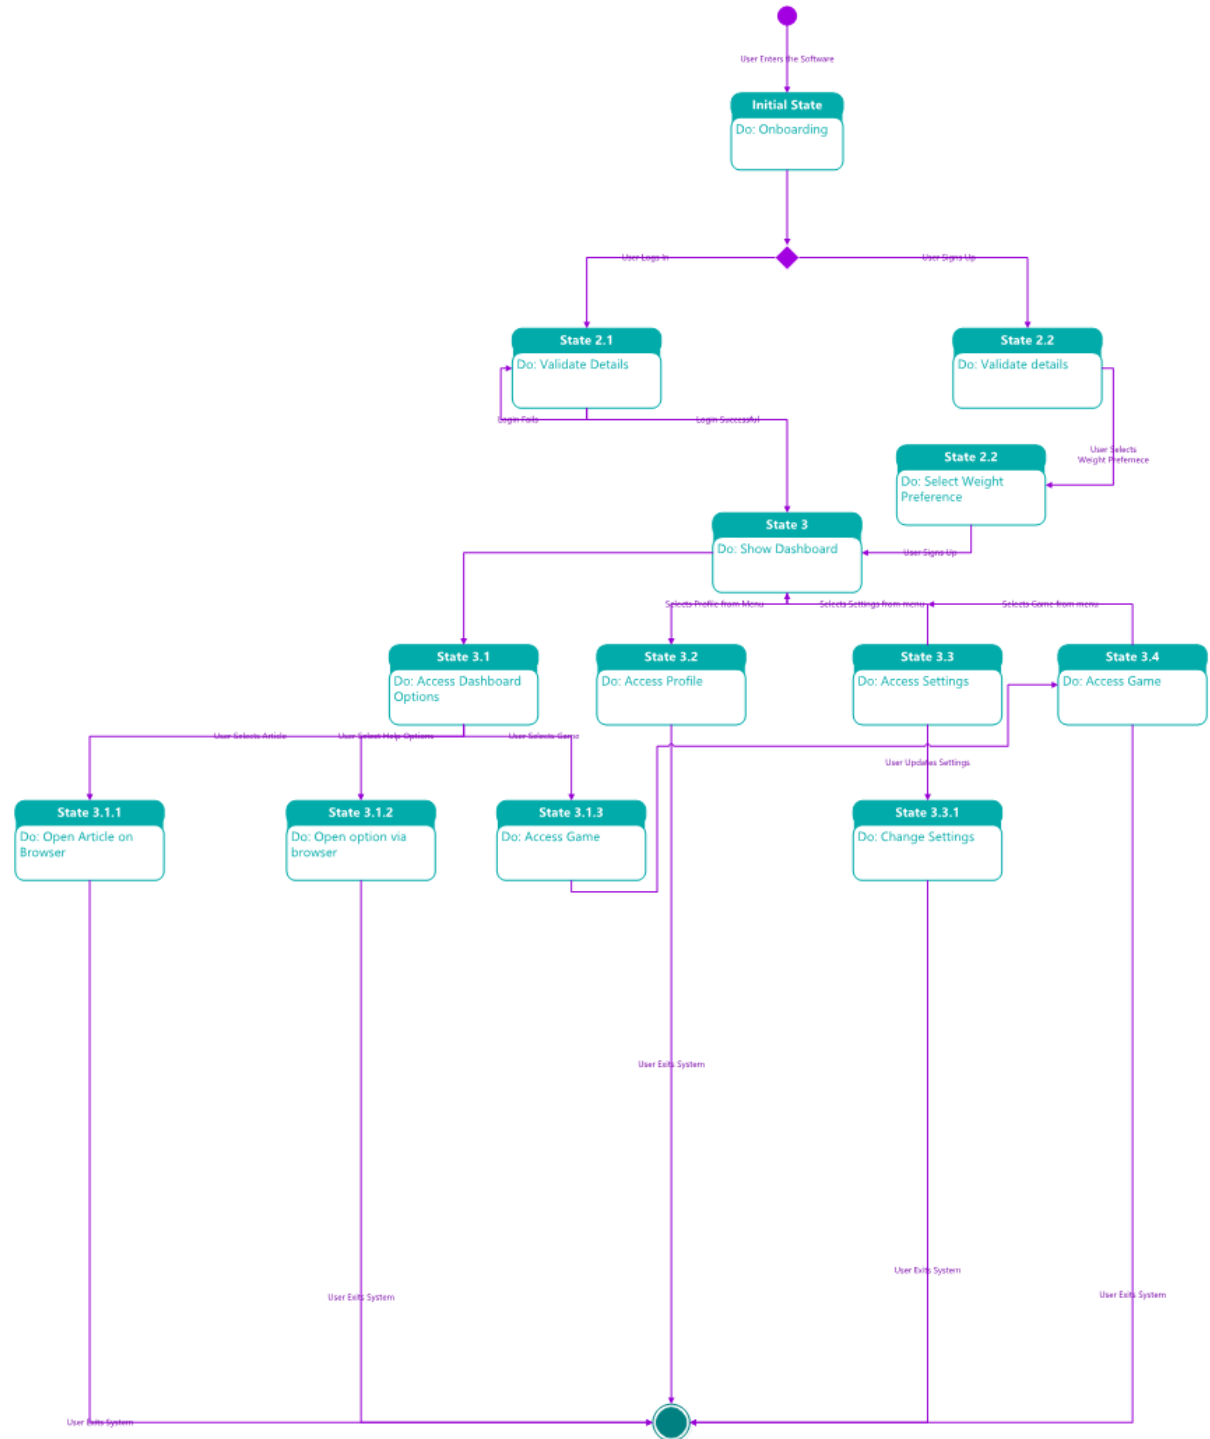 User Enters the Software
Initial State
Do: Onboarding
User Logs In
User Signs Up
State 2.1
Do: Validate Details
State 2.2
Do: Validate details
Login Fails
Login Successful
User Selects
Weight Prefernece
State 2.2
Do: Select Weight
Preference
State 3
Do: Show Dashboard
User Signs Up
Selects Profile from Menu
Selects Settings from menu
Selects Game from menu
State 3.1
Do: Access Dashboard
Options
State 3.2
Do: Access Profile
State 3.3
Do: Access Settings
State 3.4
Do: Access Game
User Selects Article
User Select Help Options
User Selects Game
User Updates Settings
State 3.1.1
Do: Open Article on
Browser
State 3.1.2
Do: Open option via
browser
State 3.1.3
Do: Access Game
State 3.3.1
Do: Change Settings
User Exits System
User Exits System
User Exits System
User Exits System
User Exits System